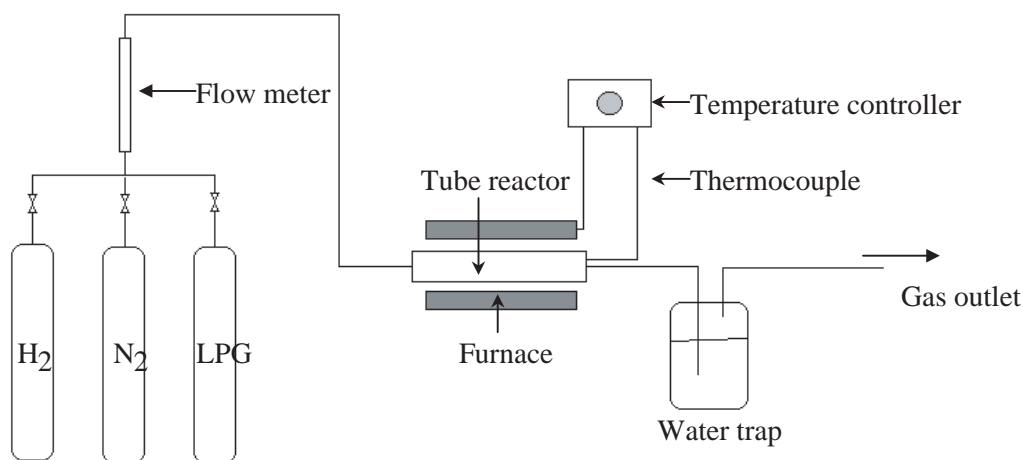 Flow meter
Temperature controller
Tube reactor
Thermocouple
Gas outlet
H2
N2
LPG
Furnace
Water trap